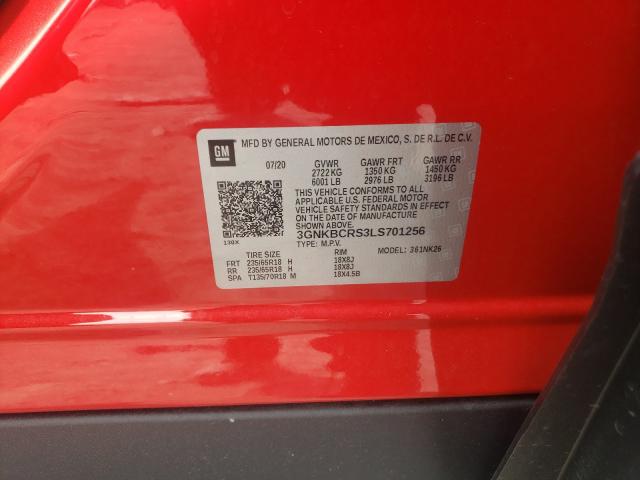 GM
MFD BY GENERAL MOTORS DE MEXICO, S. DE R.L. DE C.V.
07/20 GVWR GAWR FRT GAWR RR
2722 KG 1350 KG 1450 KG
6001 LB 2976 LB 3196 LB
THIS VEHICLE CONFORMS TO ALL
APPLICABLE U.S. FEDERAL MOTOR
VEHICLE SAFETY STANDARDS IN EFFECT
ON THE DATE OF MANUFACTURE
SHOWN ABOVE.
3GNKBCRS3LS701256
130X TYPE: M.P.V.
TIRE SIZE RIM MODEL: 361NK26
FRT 235/65R18 H 18X8J
RR 235/65R18 H 18X8J
SPA T135/70R18 M 18X4.5B